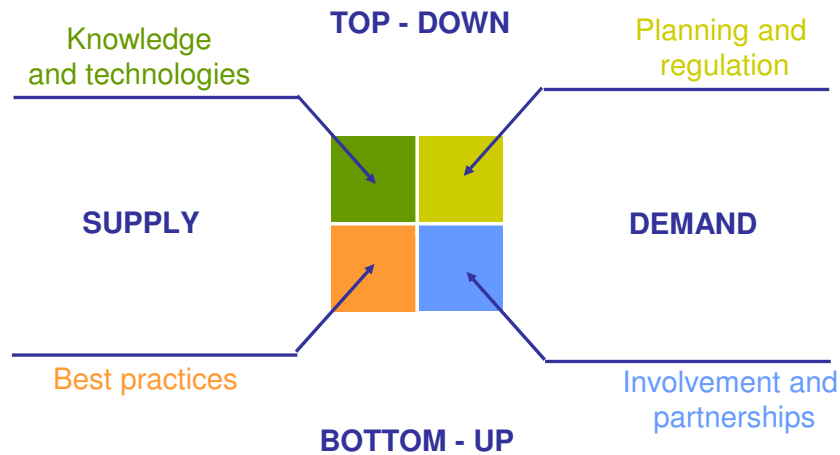 TOP - DOWN
Knowledge
and technologies
Planning and
regulation
SUPPLY
DEMAND
Best practices
Involvement and
partnerships
BOTTOM - UP